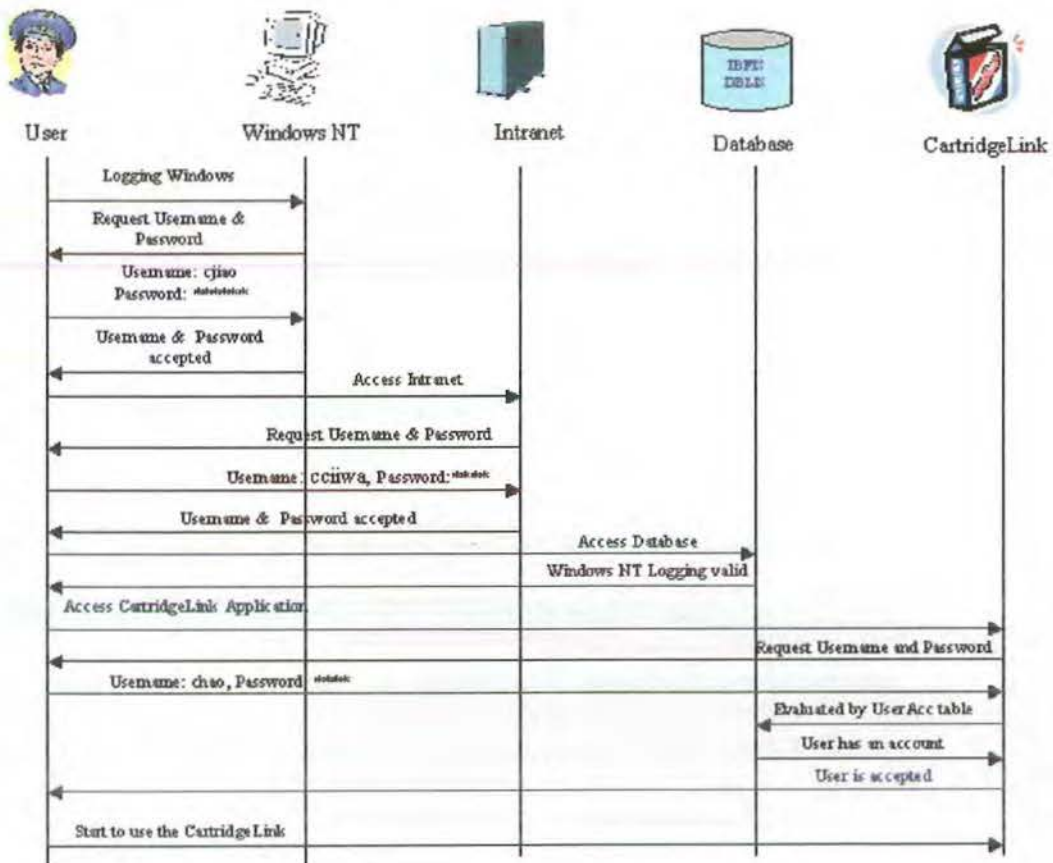 IBFIS
DBLIS
User
Windows NT
Intranet
Database
CartridgeLink
Logging Windows
Request Username &
Password
Username: cjiao
Password: ********
Username & Password
accepted
Access Intranet
Request Username & Password
Username: cciiwa, Password:******
Username & Password accepted
Access Database
Windows NT Logging valid
Access CartridgeLink Application
Request Username and Password
Username: chao, Password ******
Evaluated by UserAcc table
User has an account
User is accepted
Start to use the CartridgeLink